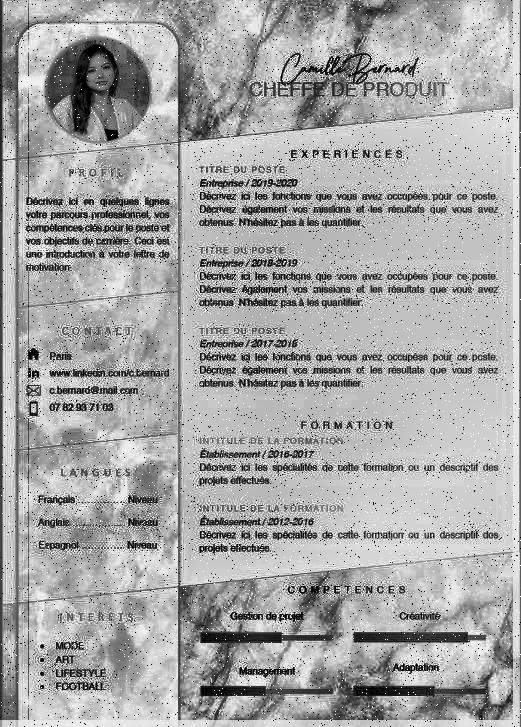 Camille Bernard
CHEFFE DE PRODUIT
PROFIL
Décrivez ici en quelques lignes
votre parcours professionnel, vos
compétences clés pour le poste et
vos objectifs de carrière. Ceci est
une introduction à votre lettre de
motivation.
CONTACT
Paris
www.linkedin.com/c.bernard
c.bernard@mail.com
07 82 93 71 03
LANGUES
Français ............ Niveau
Anglais ............ Niveau
Espagnol ............ Niveau
INTERETS
• MODE
• ART
• LIFESTYLE
• FOOTBALL
EXPERIENCES
TITRE DU POSTE
Entreprise / 2019-2020
Décrivez ici les fonctions que vous avez occupées pour ce poste.
Décrivez également vos missions et les résultats que vous avez
obtenus. N'hésitez pas à les quantifier.
TITRE DU POSTE
Entreprise / 2018-2019
Décrivez ici les fonctions que vous avez occupées pour ce poste.
Décrivez également vos missions et les résultats que vous avez
obtenus. N'hésitez pas à les quantifier.
TITRE DU POSTE
Entreprise / 2017-2018
Décrivez ici les fonctions que vous avez occupées pour ce poste.
Décrivez également vos missions et les résultats que vous avez
obtenus. N'hésitez pas à les quantifier.
FORMATION
INTITULE DE LA FORMATION
Établissement / 2016-2017
Décrivez ici les spécialités de cette formation ou un descriptif des
projets effectués.
INTITULE DE LA FORMATION
Établissement / 2012-2016
Décrivez ici les spécialités de cette formation ou un descriptif des
projets effectués.
COMPETENCES
Gestion de projet
Créativité
Management
Adaptation